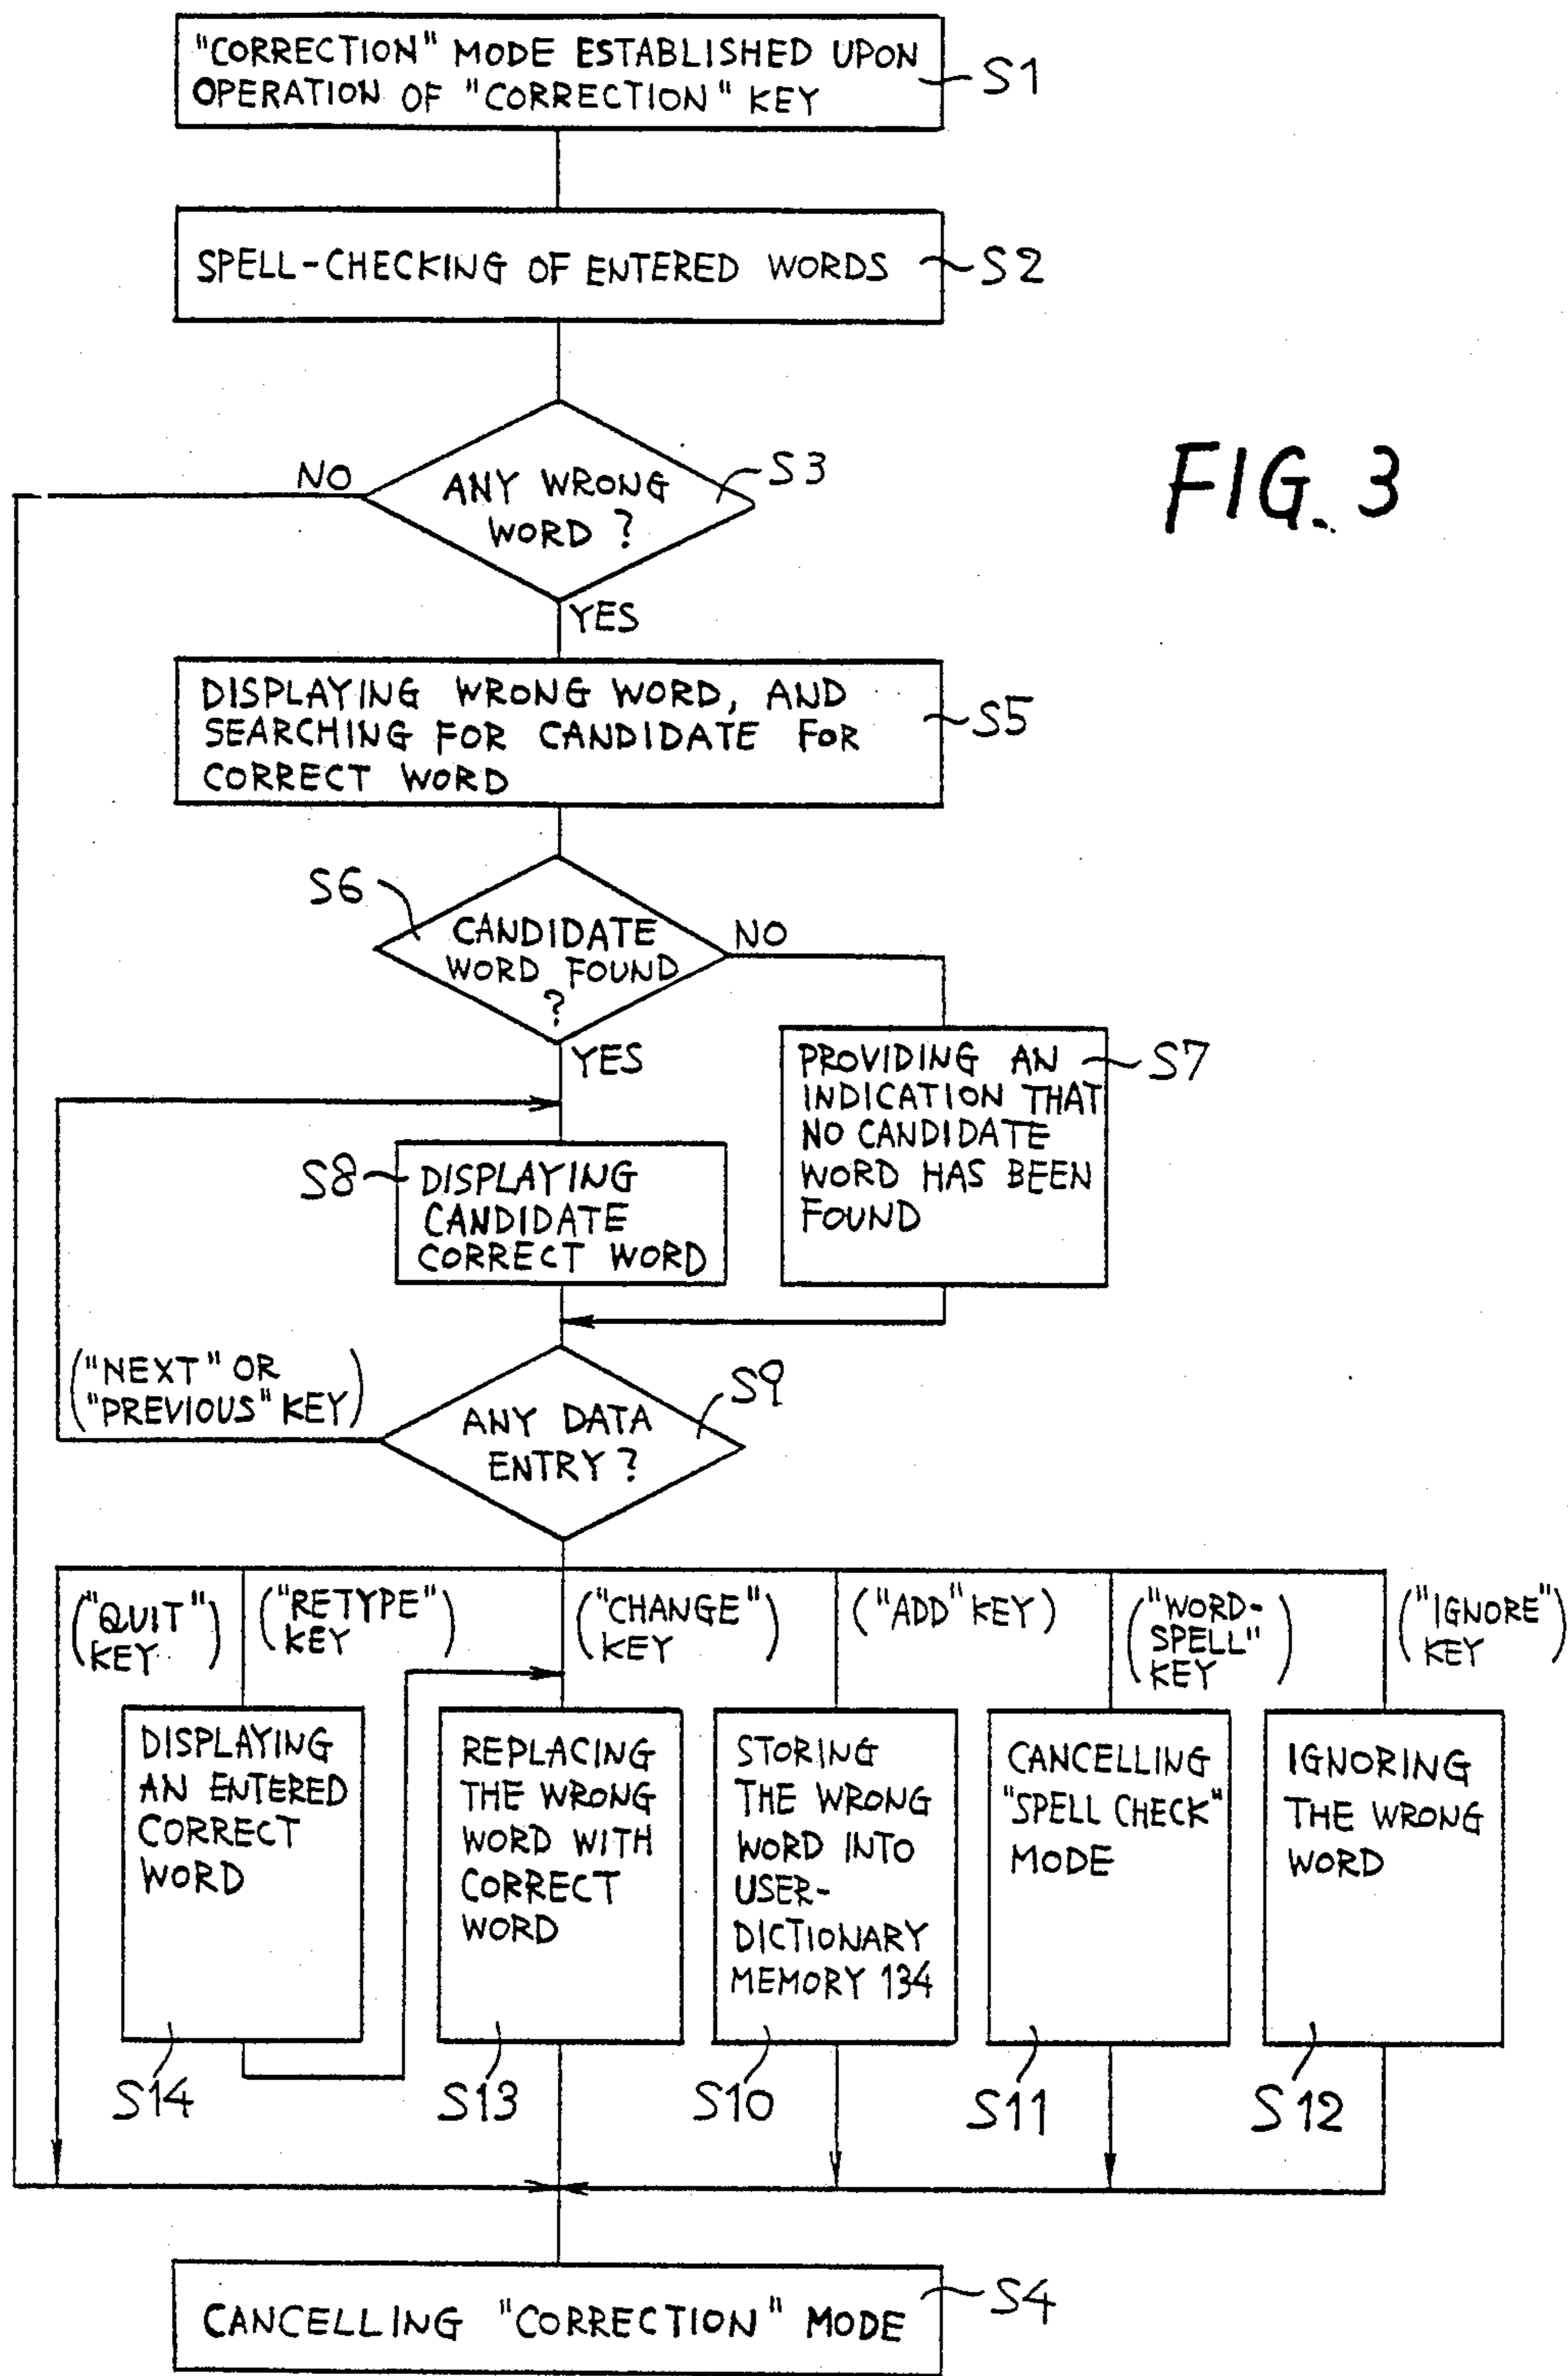 "CORRECTION" MODE ESTABLISHED UPON
OPERATION OF "CORRECTION" KEY
S1
SPELL-CHECKING OF ENTERED WORDS
S2
FIG. 3
NO
ANY WRONG
WORD ?
S3
YES
DISPLAYING WRONG WORD, AND
SEARCHING FOR CANDIDATE FOR
CORRECT WORD
S5
S6
CANDIDATE
WORD FOUND
?
NO
YES
PROVIDING AN
INDICATION THAT
NO CANDIDATE
WORD HAS BEEN
FOUND
S7
S8
DISPLAYING
CANDIDATE
CORRECT WORD
("NEXT" OR
"PREVIOUS" KEY)
ANY DATA
ENTRY ?
S9
("QUIT"
KEY)
("RETYPE"
KEY)
("CHANGE"
KEY)
("ADD" KEY)
("WORD-
SPELL"
KEY)
("IGNORE"
KEY)
DISPLAYING
AN ENTERED
CORRECT
WORD
S14
REPLACING
THE WRONG
WORD WITH
CORRECT
WORD
S13
STORING
THE WRONG
WORD INTO
USER-
DICTIONARY
MEMORY 134
S10
CANCELLING
"SPELL CHECK"
MODE
S11
IGNORING
THE WRONG
WORD
S12
CANCELLING "CORRECTION" MODE
S4